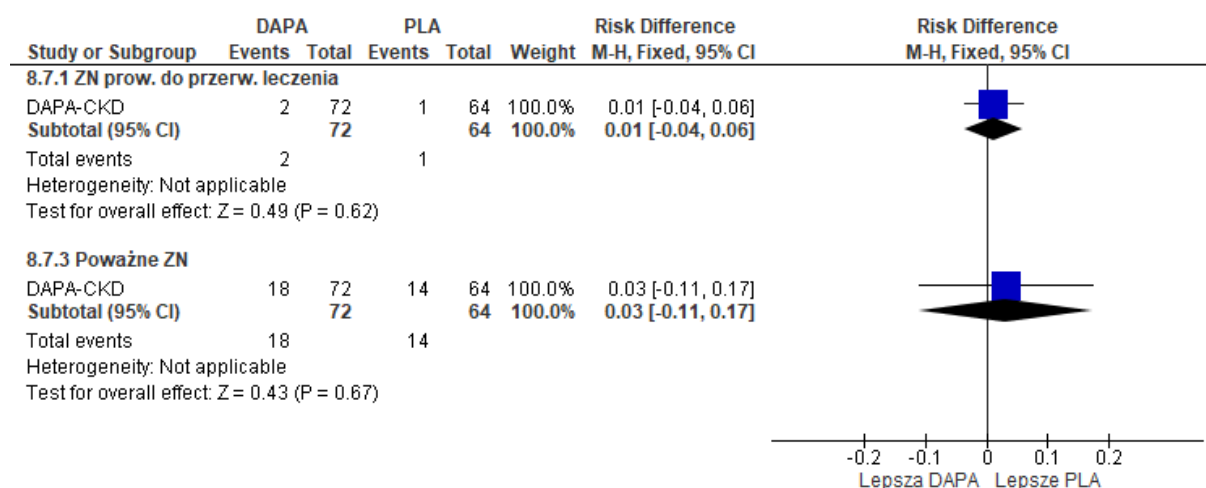 DAPA PLA Risk Difference Risk Difference
Study or Subgroup Events Total Events Total Weight M-H, Fixed, 95% CI M-H, Fixed, 95% CI
8.7.1 ZN prow. do przerw. leczenia
DAPA-CKD 2 72 1 64 100.0% 0.01 [-0.04, 0.06]
Subtotal (95% CI) 72 64 100.0% 0.01 [-0.04, 0.06]
Total events 2 1
Heterogeneity: Not applicable
Test for overall effect: Z = 0.49 (P = 0.62)
8.7.3 Poważne ZN
DAPA-CKD 18 72 14 64 100.0% 0.03 [-0.11, 0.17]
Subtotal (95% CI) 72 64 100.0% 0.03 [-0.11, 0.17]
Total events 18 14
Heterogeneity: Not applicable
Test for overall effect: Z = 0.43 (P = 0.67)
-0.2 -0.1 0 0.1 0.2
Lepsza DAPA Lepsze PLA